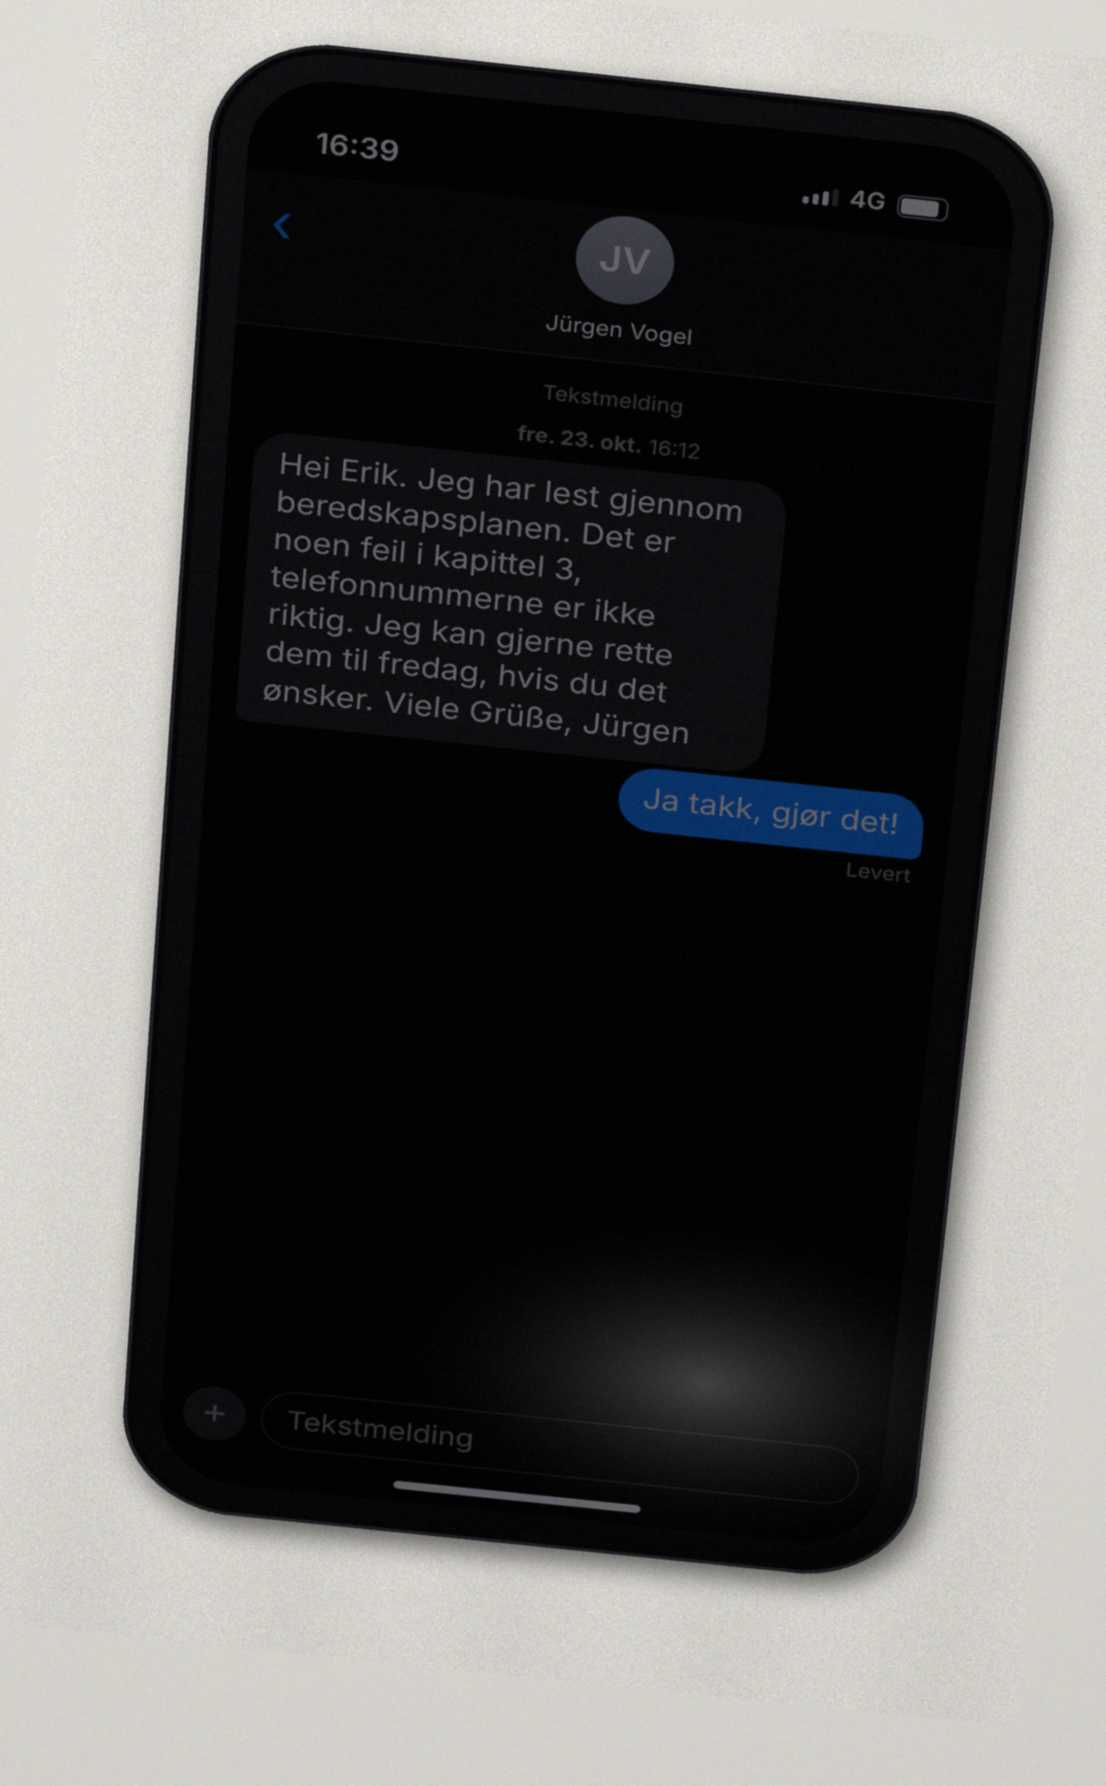 16:39
4G
JV
Jürgen Vogel
Tekstmelding
fre. 23. okt. 16:12
Hei Erik. Jeg har lest gjennom
beredskapsplanen. Det er
noen feil i kapittel 3,
telefonnummerne er ikke
riktig. Jeg kan gjerne rette
dem til fredag, hvis du det
ønsker. Viele Grüße, Jürgen
Ja takk, gjør det!
Levert
Tekstmelding